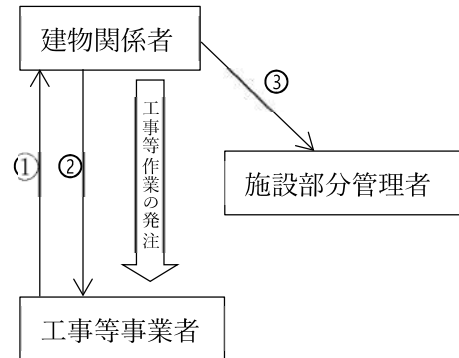 建物関係者
③
工事等作業の発注
①
②
施設部分管理者
工事等事業者